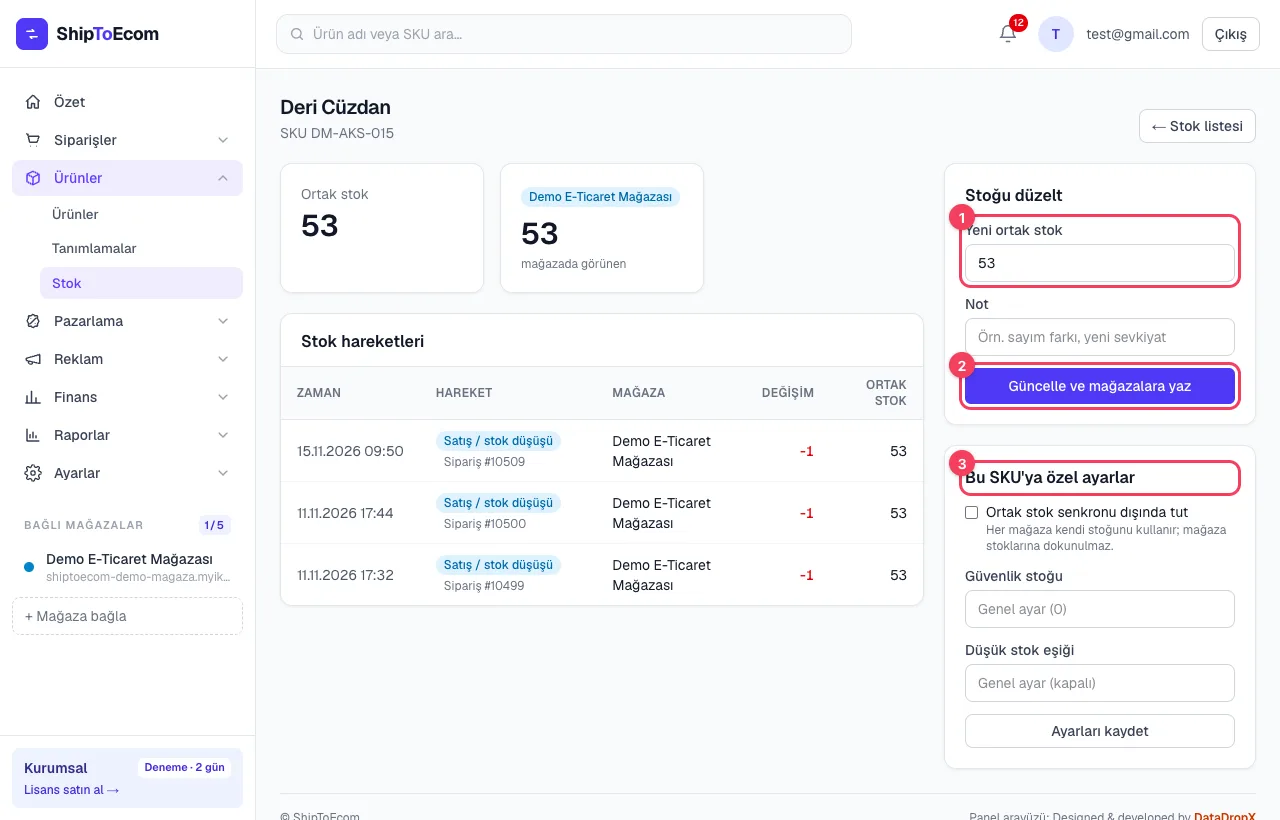 ShipToEcom
Ürün adı veya SKU ara...
12
T
test@gmail.com
Çıkış
Özet
Siparişler
Ürünler
Ürünler
Tanımlamalar
Stok
Pazarlama
Reklam
Finans
Raporlar
Ayarlar
BAĞLI MAĞAZALAR
1/5
Demo E-Ticaret Mağazası
shiptoecom-demo-magaza.myik...
+ Mağaza bağla
Kurumsal
Deneme · 2 gün
Lisans satın al →
Deri Cüzdan
SKU DM-AKS-015
← Stok listesi
Ortak stok
53
Demo E-Ticaret Mağazası
53
mağazada görünen
Stok hareketleri
ZAMAN HAREKET MAĞAZA DEĞİŞİM ORTAK
STOK
15.11.2026 09:50 Satış / stok düşüşü Demo E-Ticaret -1 53
Sipariş #10509 Mağazası
11.11.2026 17:44 Satış / stok düşüşü Demo E-Ticaret -1 53
Sipariş #10500 Mağazası
11.11.2026 17:32 Satış / stok düşüşü Demo E-Ticaret -1 53
Sipariş #10499 Mağazası
Stoğu düzelt
1
Yeni ortak stok
53
Not
Örn. sayım farkı, yeni sevkiyat
2
Güncelle ve mağazalara yaz
3
Bu SKU'ya özel ayarlar
Ortak stok senkronu dışında tut
Her mağaza kendi stoğunu kullanır; mağaza
stoklarına dokunulmaz.
Güvenlik stoğu
Genel ayar (0)
Düşük stok eşiği
Genel ayar (kapalı)
Ayarları kaydet
© ShipToEcom
Panel arayüzü: Designed & developed by DataDropX